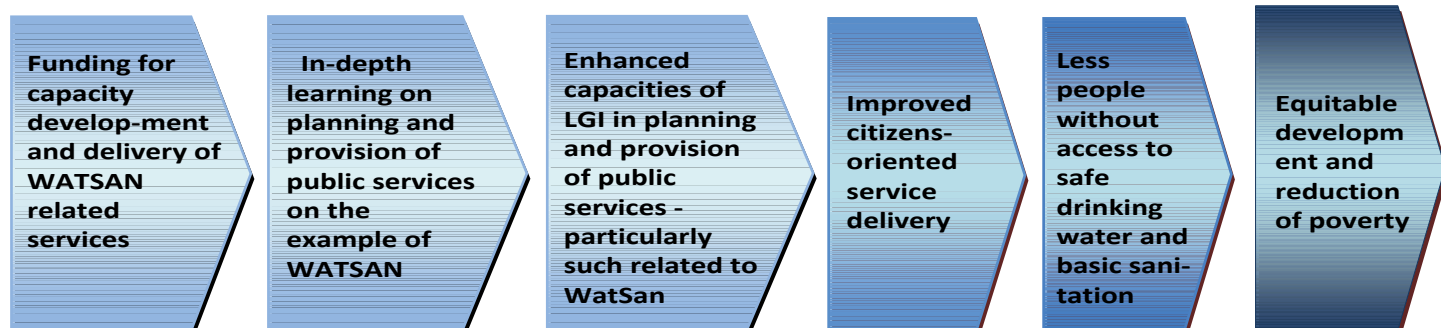 Funding for
capacity
develop-ment
and delivery of
WATSAN
related
services
In-depth
learning on
planning and
provision of
public services
on the
example of
WATSAN
Enhanced
capacities of
LGI in planning
and provision
of public
services -
particularly
such related to
WatSan
Improved
citizens-
oriented
service
delivery
Less
people
without
access to
safe
drinking
water and
basic sani-
tation
Equitable
developm
ent and
reduction
of poverty